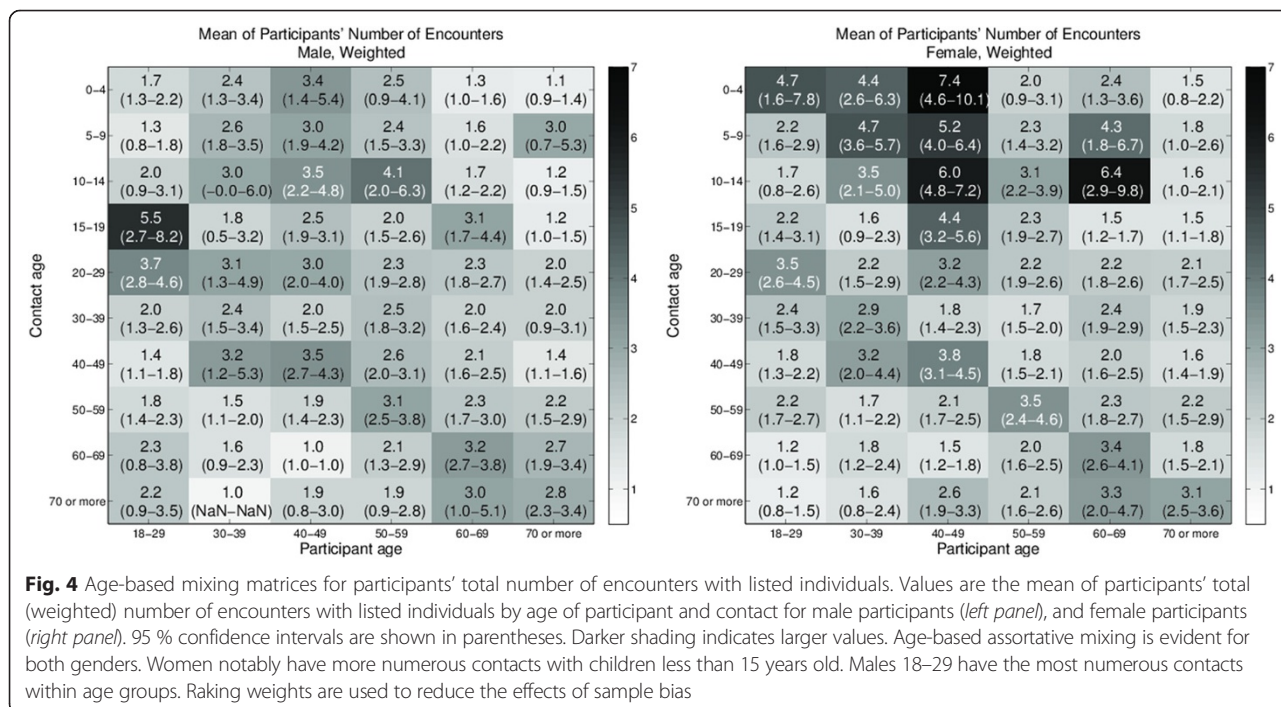 Mean of Participants' Number of Encounters
Male, Weighted
0–4 1.7 2.4 3.4 2.5 1.3 1.1
(1.3–2.2) (1.3–3.4) (1.4–5.4) (0.9–4.1) (1.0–1.6) (0.9–1.4)
5–9 1.3 2.6 3.0 2.4 1.6 3.0
(0.8–1.8) (1.8–3.5) (1.9–4.2) (1.5–3.3) (1.0–2.2) (0.7–5.3)
10–14 2.0 3.0 3.5 4.1 1.7 1.2
(0.9–3.1) (−0.0–6.0) (2.2–4.8) (2.0–6.3) (1.2–2.2) (0.9–1.5)
15–19 5.5 1.8 2.5 2.0 3.1 1.2
(2.7–8.2) (0.5–3.2) (1.9–3.1) (1.5–2.6) (1.7–4.4) (1.0–1.5)
20–29 3.7 3.1 3.0 2.3 2.3 2.0
(2.8–4.6) (1.3–4.9) (2.0–4.0) (1.9–2.8) (1.8–2.7) (1.4–2.5)
30–39 2.0 2.4 2.0 2.5 2.0 2.0
(1.3–2.6) (1.5–3.4) (1.5–2.5) (1.8–3.2) (1.6–2.4) (0.9–3.1)
40–49 1.4 3.2 3.5 2.6 2.1 1.4
(1.1–1.8) (1.2–5.3) (2.7–4.3) (2.0–3.1) (1.6–2.5) (1.1–1.6)
50–59 1.8 1.5 1.9 3.1 2.3 2.2
(1.4–2.3) (1.1–2.0) (1.4–2.3) (2.5–3.8) (1.7–3.0) (1.5–2.9)
60–69 2.3 1.6 1.0 2.1 3.2 2.7
(0.8–3.8) (0.9–2.3) (1.0–1.0) (1.3–2.9) (2.7–3.8) (1.9–3.4)
70 or more 2.2 1.0 1.9 1.9 3.0 2.8
(0.9–3.5) (NaN–NaN) (0.8–3.0) (0.9–2.8) (1.0–5.1) (2.3–3.4)
18–29 30–39 40–49 50–59 60–69 70 or more
Participant age
Contact age
7
6
5
4
3
2
1
Mean of Participants' Number of Encounters
Female, Weighted
0–4 4.7 4.4 7.4 2.0 2.4 1.5
(1.6–7.8) (2.6–6.3) (4.6–10.1) (0.9–3.1) (1.3–3.6) (0.8–2.2)
5–9 2.2 4.7 5.2 2.3 4.3 1.8
(1.6–2.9) (3.6–5.7) (4.0–6.4) (1.4–3.2) (1.8–6.7) (1.0–2.6)
10–14 1.7 3.5 6.0 3.1 6.4 1.6
(0.8–2.6) (2.1–5.0) (4.8–7.2) (2.2–3.9) (2.9–9.8) (1.0–2.1)
15–19 2.2 1.6 4.4 2.3 1.5 1.5
(1.4–3.1) (0.9–2.3) (3.2–5.6) (1.9–2.7) (1.2–1.7) (1.1–1.8)
20–29 3.5 2.2 3.2 2.2 2.2 2.1
(2.6–4.5) (1.5–2.9) (2.2–4.3) (1.9–2.6) (1.8–2.6) (1.7–2.5)
30–39 2.4 2.9 1.8 1.7 2.4 1.9
(1.5–3.3) (2.2–3.6) (1.4–2.3) (1.5–2.0) (1.9–2.9) (1.5–2.3)
40–49 1.8 3.2 3.8 1.8 2.0 1.6
(1.3–2.2) (2.0–4.4) (3.1–4.5) (1.5–2.1) (1.6–2.5) (1.4–1.9)
50–59 2.2 1.7 2.1 3.5 2.3 2.2
(1.7–2.7) (1.1–2.2) (1.7–2.5) (2.4–4.6) (1.8–2.7) (1.5–2.9)
60–69 1.2 1.8 1.5 2.0 3.4 1.8
(1.0–1.5) (1.2–2.4) (1.2–1.8) (1.6–2.5) (2.6–4.1) (1.5–2.1)
70 or more 1.2 1.6 2.6 2.1 3.3 3.1
(0.8–1.5) (0.8–2.4) (1.9–3.3) (1.6–2.6) (2.0–4.7) (2.5–3.6)
18–29 30–39 40–49 50–59 60–69 70 or more
Participant age
Contact age
7
6
5
4
3
2
1
Fig. 4 Age-based mixing matrices for participants' total number of encounters with listed individuals. Values are the mean of participants' total
(weighted) number of encounters with listed individuals by age of participant and contact for male participants (left panel), and female participants
(right panel). 95 % confidence intervals are shown in parentheses. Darker shading indicates larger values. Age-based assortative mixing is evident for
both genders. Women notably have more numerous contacts with children less than 15 years old. Males 18–29 have the most numerous contacts
within age groups. Raking weights are used to reduce the effects of sample bias